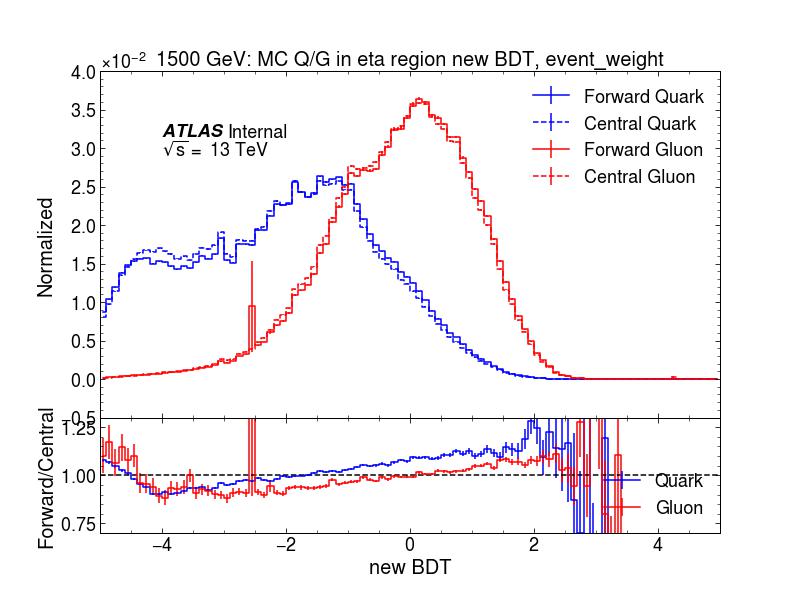 ×10⁻² 1500 GeV: MC Q/G in eta region new BDT, event_weight
4.0
3.5
3.0
2.5
2.0
1.5
1.0
0.5
0.0
Normalized
ATLAS Internal
√s = 13 TeV
Forward Quark
Central Quark
Forward Gluon
Central Gluon
1.25
1.00
0.75
Forward/Central
Quark
Gluon
−4 −2 0 2 4
new BDT